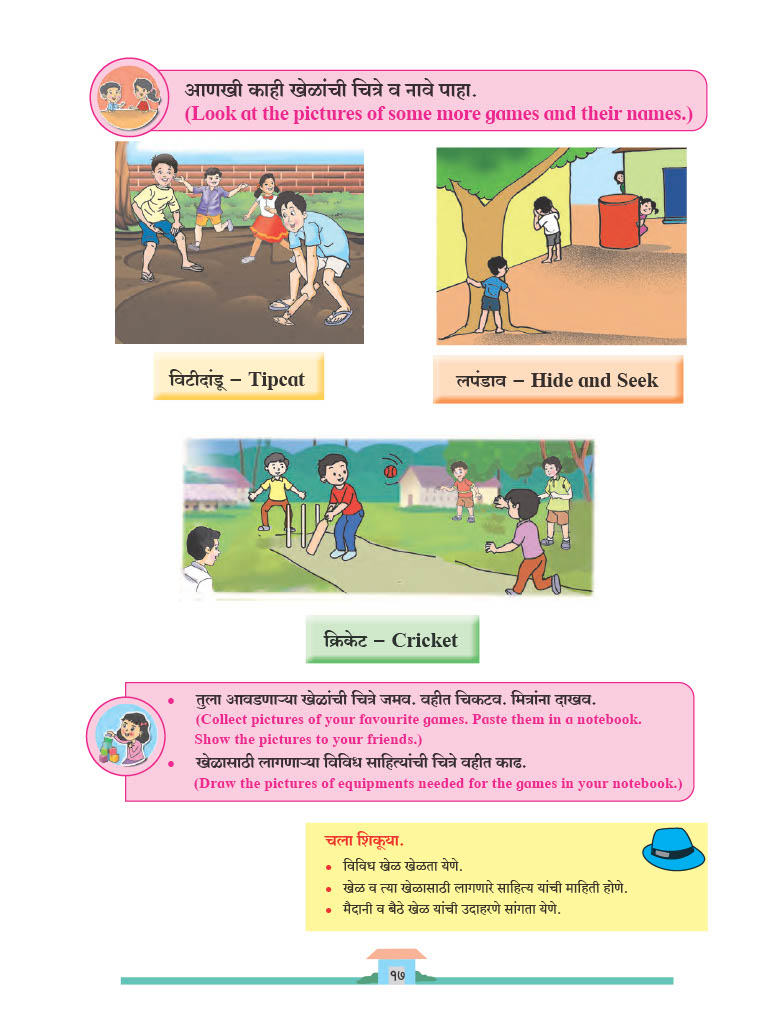 आणखी काही खेळांची चित्रे व नावे पाहा.
(Look at the pictures of some more games and their names.)
विटीदांडू – Tipcat
लपंडाव – Hide and Seek
क्रिकेट – Cricket
• तुला आवडणाऱ्या खेळांची चित्रे जमव. वहीत चिकटव. मित्रांना दाखव.
(Collect pictures of your favourite games. Paste them in a notebook.
Show the pictures to your friends.)
• खेळासाठी लागणाऱ्या विविध साहित्यांची चित्रे वहीत काढ.
(Draw the pictures of equipments needed for the games in your notebook.)
चला शिकूया.
• विविध खेळ खेळता येणे.
• खेळ व त्या खेळासाठी लागणारे साहित्य यांची माहिती होणे.
• मैदानी व बैठे खेळ यांची उदाहरणे सांगता येणे.
१७